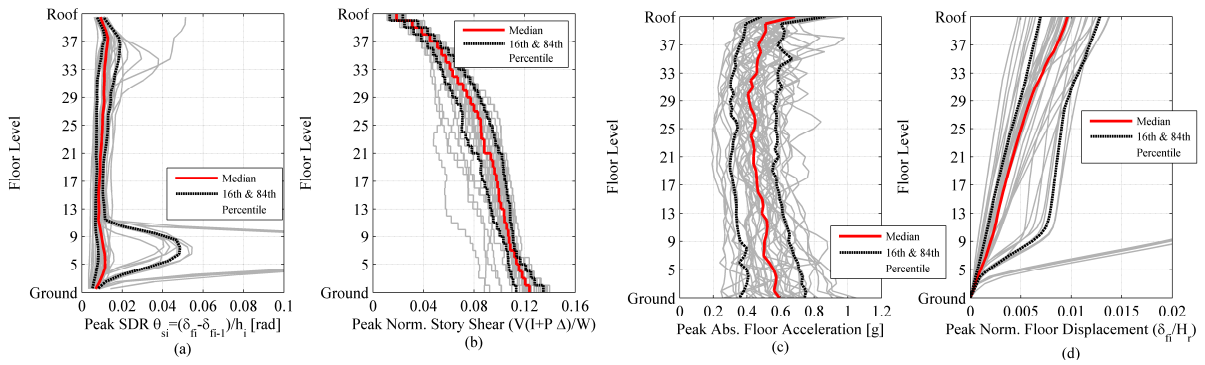 Roof
37
33
29
25
21
17
13
9
5
Ground
Floor Level
(a)
Median
16th & 84th
Percentile
0
0.02
0.04
0.06
0.08
0.1
Peak SDR θsi=(δfi-δfi-1)/hi [rad]
(a)
Roof
37
33
29
25
21
17
13
9
5
Ground
Floor Level
Median
16th & 84th
Percentile
0
0.04
0.08
0.12
0.16
Peak Norm. Story Shear (V(I+P Δ)/W)
(b)
Roof
37
33
29
25
21
17
13
9
5
Ground
Floor Level
Median
16th & 84th
Percentile
0
0.2
0.4
0.6
0.8
1
1.2
Peak Abs. Floor Acceleration [g]
(c)
Roof
37
33
29
25
21
17
13
9
5
Ground
Floor Level
Median
16th & 84th
Percentile
0
0.005
0.01
0.015
0.02
Peak Norm. Floor Displacement (δfi/Hr)
(d)